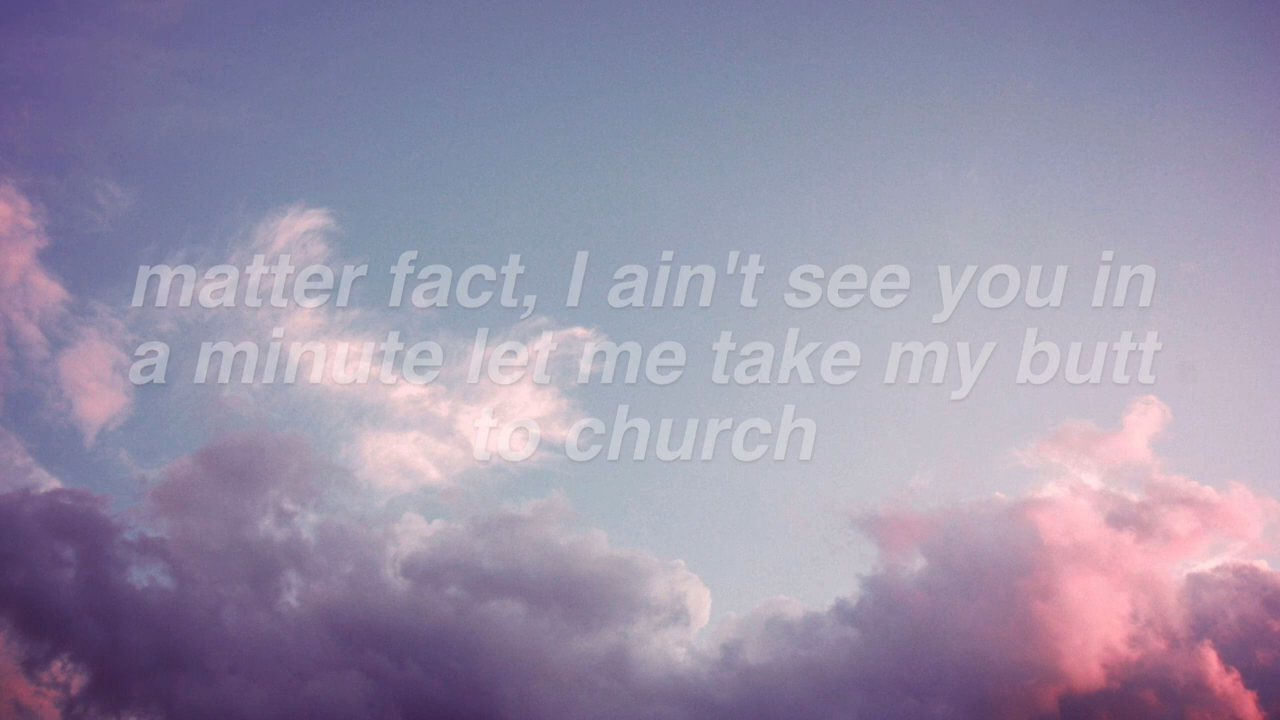 matter fact, I ain't see you in
a minute let me take my butt
to church